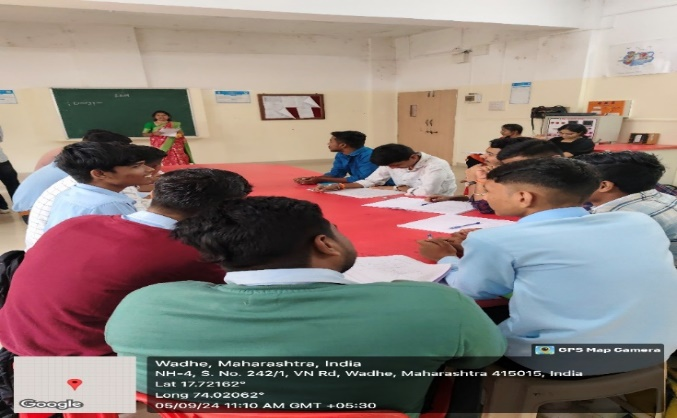 GPS Map Camera
Wadhe, Maharashtra, India
NH-4, S. No. 242/1, VN Rd, Wadhe, Maharashtra 415015, India
Lat 17.72162°
Long 74.02062°
05/09/24 11:10 AM GMT +05:30
Google